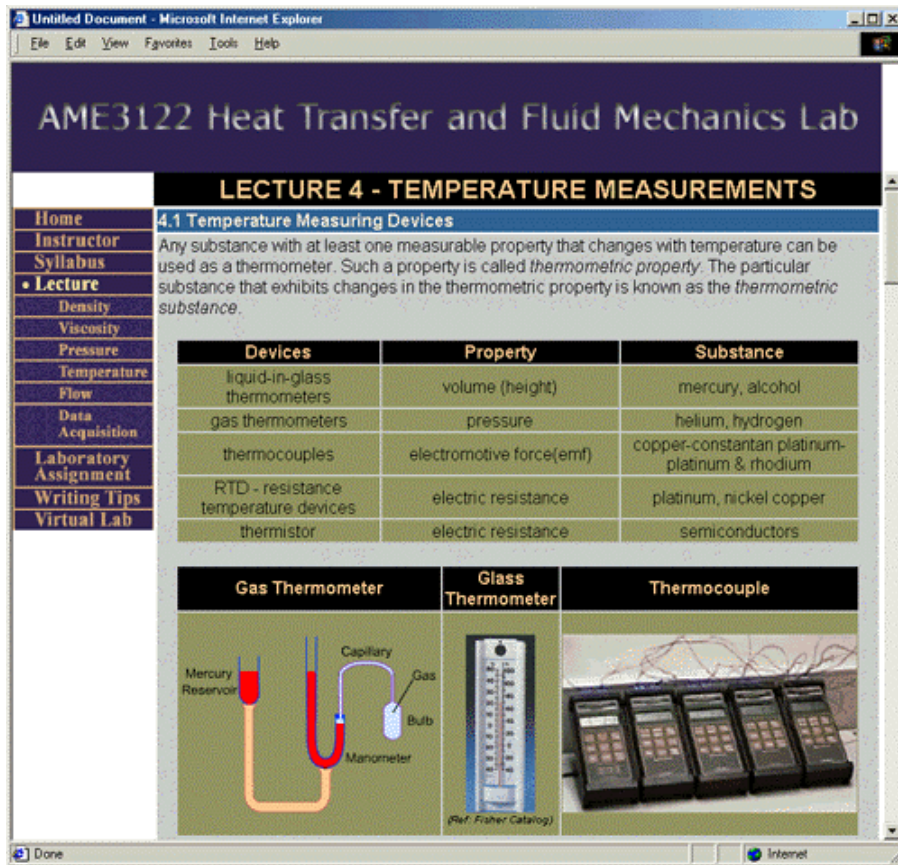 Untitled Document - Microsoft Internet Explorer
File Edit View Favorites Tools Help
AME3122 Heat Transfer and Fluid Mechanics Lab
LECTURE 4 - TEMPERATURE MEASUREMENTS
Home
Instructor
Syllabus
• Lecture
Density
Viscosity
Pressure
Temperature
Flow
Data
Acquisition
Laboratory
Assignment
Writing Tips
Virtual Lab
4.1 Temperature Measuring Devices
Any substance with at least one measurable property that changes with temperature can be
used as a thermometer. Such a property is called thermometric property. The particular
substance that exhibits changes in the thermometric property is known as the thermometric
substance.
Devices Property Substance
liquid-in-glass
thermometers
volume (height)
mercury, alcohol
gas thermometers pressure helium, hydrogen
thermocouples electromotive force(emf)
copper-constantan platinum-
platinum & rhodium
RTD - resistance
temperature devices
electric resistance
platinum, nickel copper
thermistor electric resistance semiconductors
Gas Thermometer
Glass
Thermometer
Thermocouple
Mercury
Reservoir
Capillary
Gas
Bulb
Manometer
(Ref: Fisher Catalog)
Done
Internet